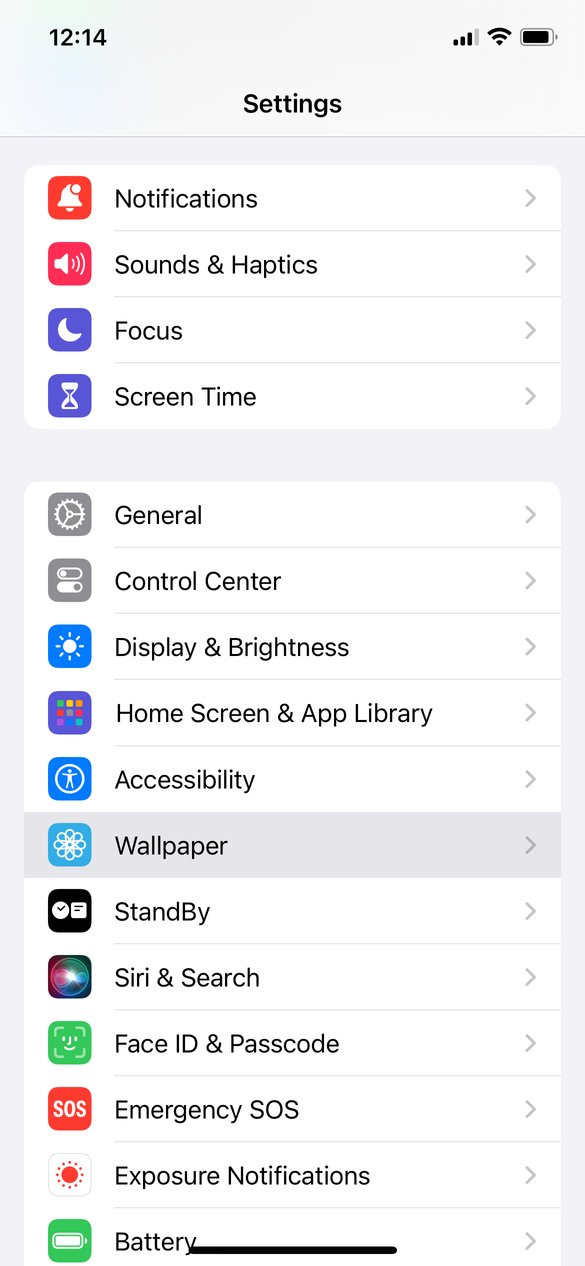 12:14
Settings
Notifications
Sounds & Haptics
Focus
Screen Time
General
Control Center
Display & Brightness
Home Screen & App Library
Accessibility
Wallpaper
StandBy
Siri & Search
Face ID & Passcode
SOS Emergency SOS
Exposure Notifications
Battery